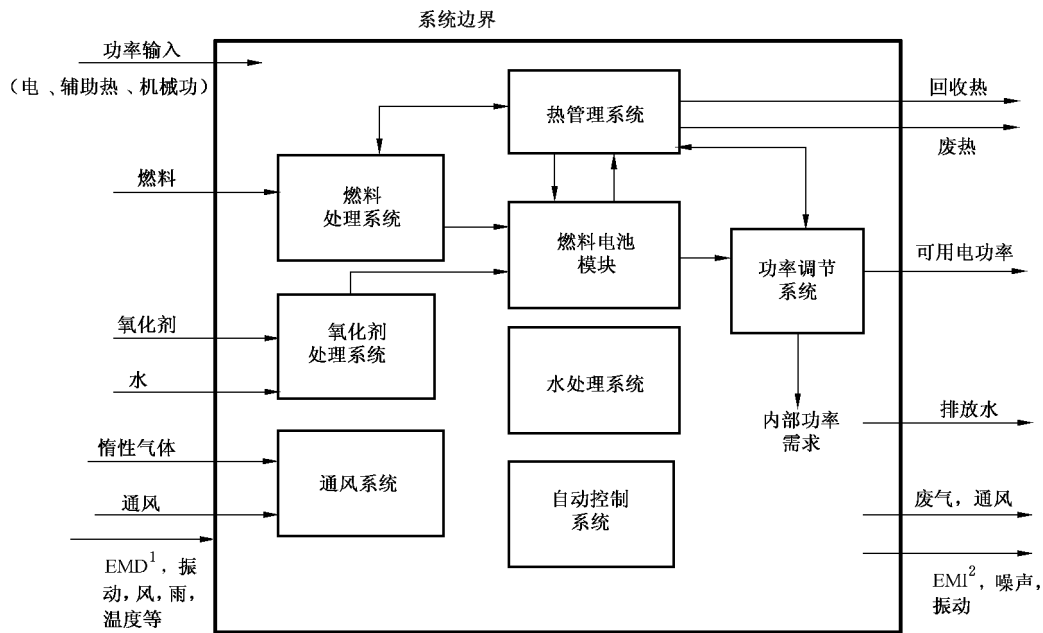 系统边界
功率输入
（电、辅助热、机械功）
燃料
氧化剂
水
惰性气体
通风
EMD1，振
动，风，雨，
温度等
热管理系统
燃料
处理系统
燃料电池
模块
功率调节
系统
氧化剂
处理系统
水处理系统
内部功率
需求
通风系统
自动控制
系统
回收热
废热
可用电功率
排放水
废气，通风
EMI2，噪声，
振动